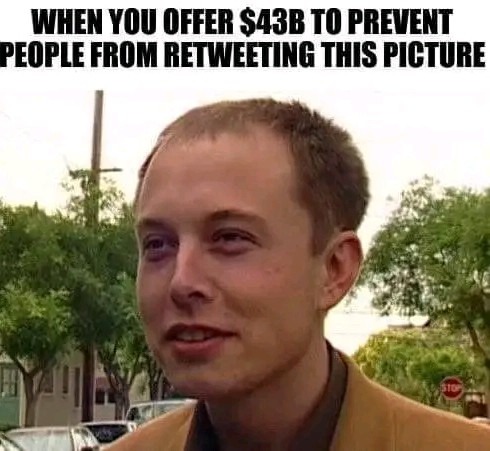 WHEN YOU OFFER $43B TO PREVENT
PEOPLE FROM RETWEETING THIS PICTURE
STOP